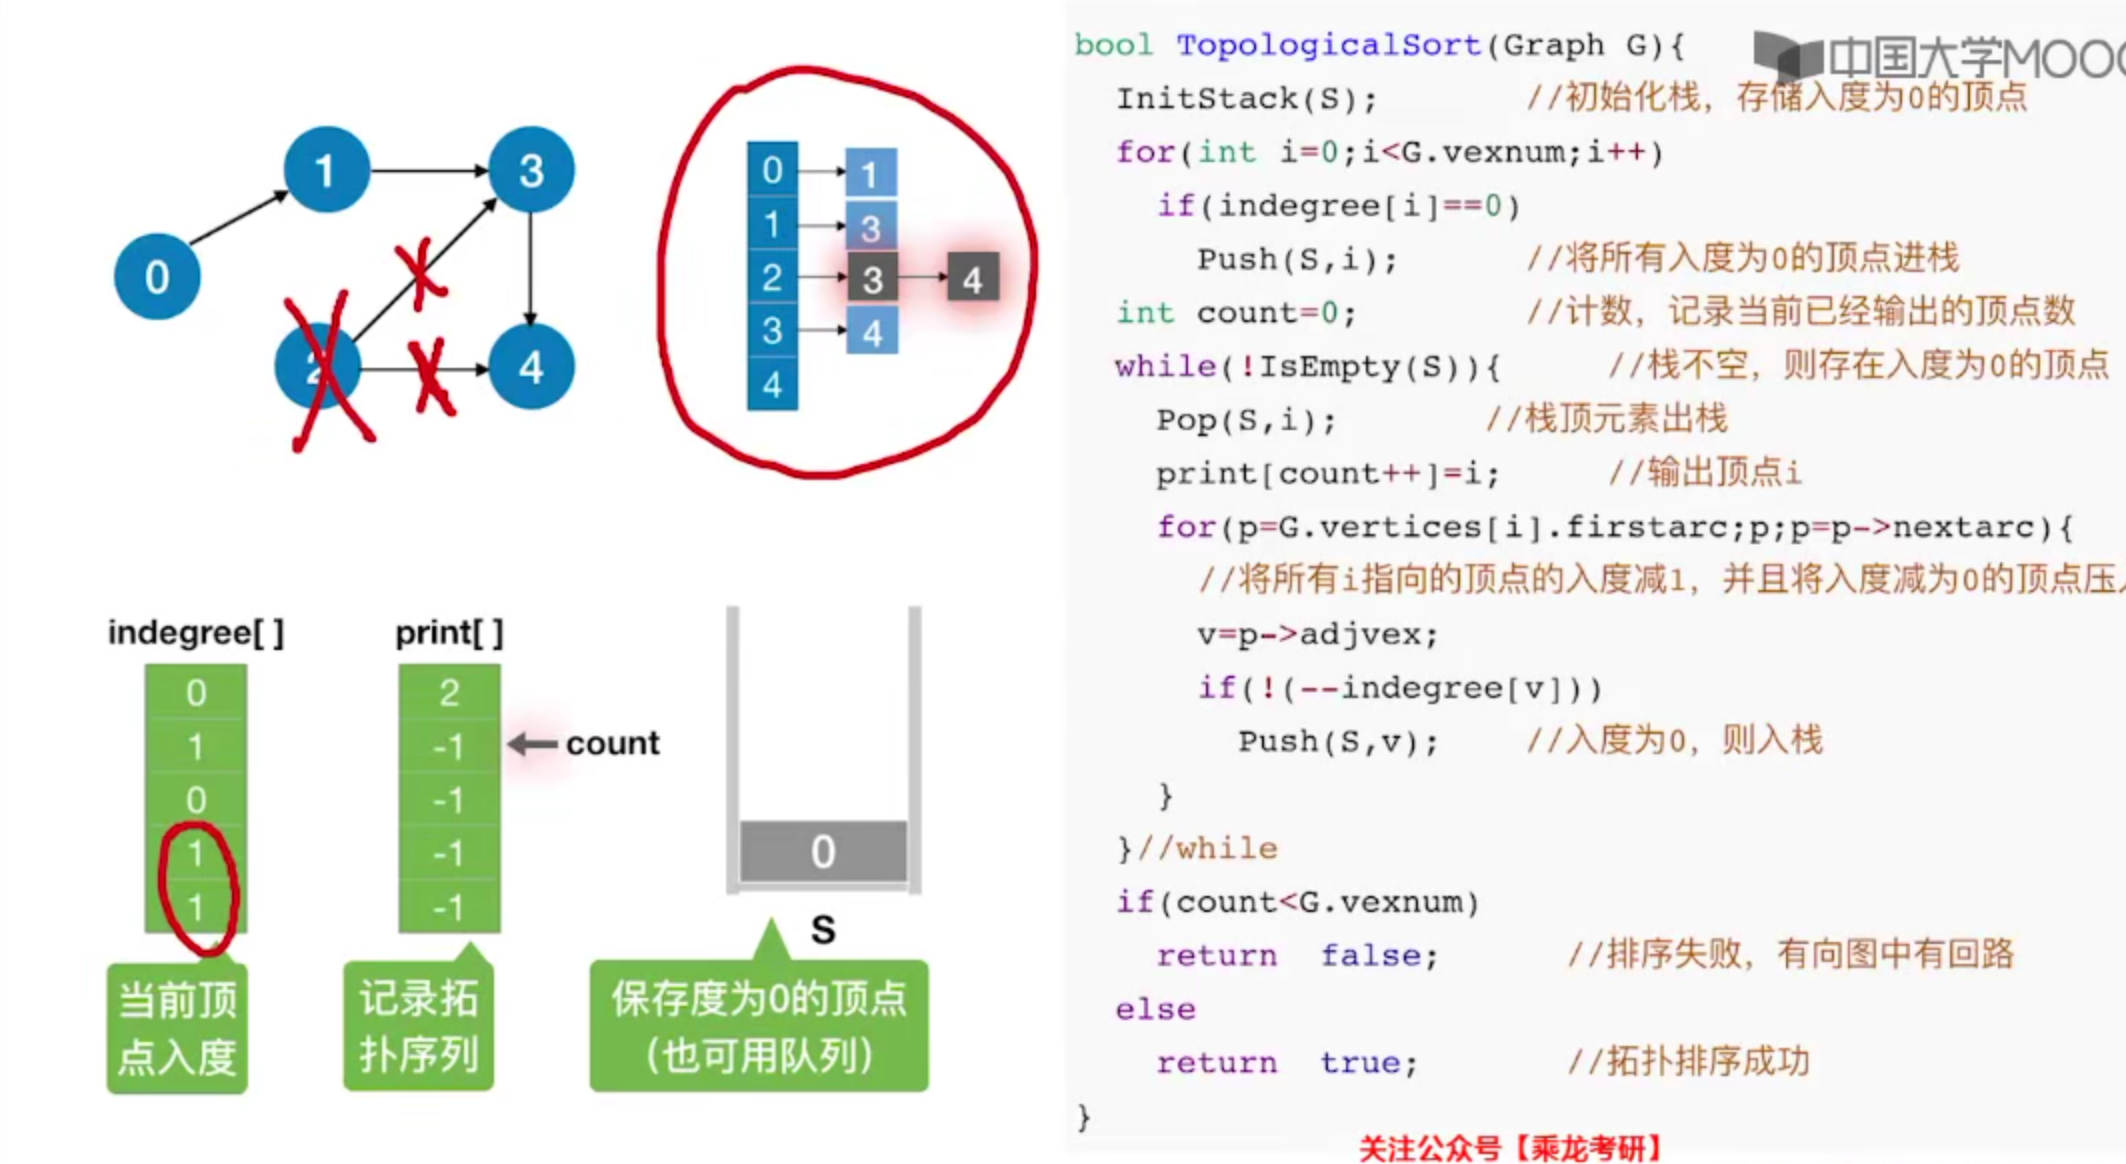 0
1
3
2
4
0 1
1 3
2 3 4
3 4
4
indegree[ ]
0
1
0
1
1
当前顶
点入度
print[ ]
2
-1
-1
-1
-1
count
记录拓
扑序列
0
S
保存度为0的顶点
（也可用队列）
中国大学MOOC
bool TopologicalSort(Graph G){
InitStack(S); //初始化栈，存储入度为0的顶点
for(int i=0;i<G.vexnum;i++)
if(indegree[i]==0)
Push(S,i); //将所有入度为0的顶点进栈
int count=0; //计数，记录当前已经输出的顶点数
while(!IsEmpty(S)){ //栈不空，则存在入度为0的顶点
Pop(S,i); //栈顶元素出栈
print[count++]=i; //输出顶点i
for(p=G.vertices[i].firstarc;p;p=p->nextarc){
//将所有i指向的顶点的入度减1，并且将入度减为0的顶点压
v=p->adjvex;
if(!(--indegree[v]))
Push(S,v); //入度为0，则入栈
}
}//while
if(count<G.vexnum)
return false; //排序失败，有向图中有回路
else
return true; //拓扑排序成功
}
关注公众号【乘龙考研】